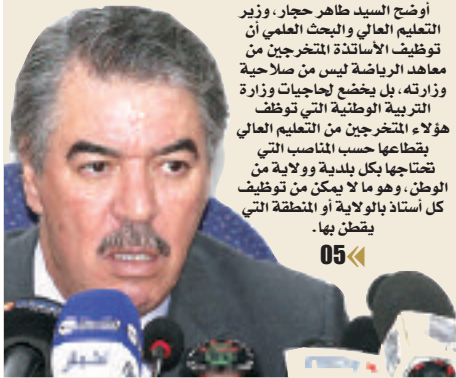 أوضح السيد طاهر حجار، وزير
التعليم العالي والبحث العلمي أن
توظيف الأساتذة المتخرجين من
معاهد الرياضة ليس من صلاحية
وزارته، بل يخضع لحاجيات وزارة
التربية الوطنية التي توظف
هؤلاء المتخرجين من التعليم العالي
بقطاعها حسب المناصب التي
تحتاجها بكل بلدية وولاية من
الوطن، وهو ما لا يمكن من توظيف
كل أستاذ بالولاية أو المنطقة التي
يقطن بها.
05